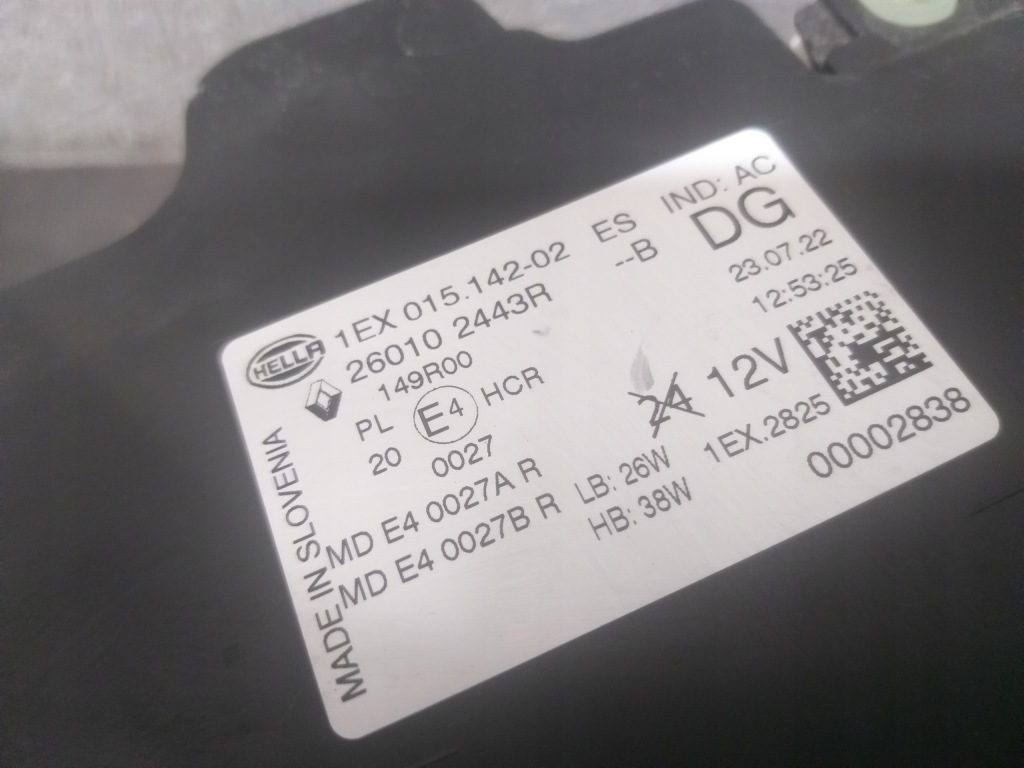 HELLA
1EX 015.142-02 ES IND: AC
26010 2443R --B DG
149R00 23.07.22
PL E4 HCR 12:53:25
20 0027 24 12V
MD E4 0027A R LB: 26W 1EX.2825
MD E4 0027B R HB: 38W 00002838
MADE IN SLOVENIA